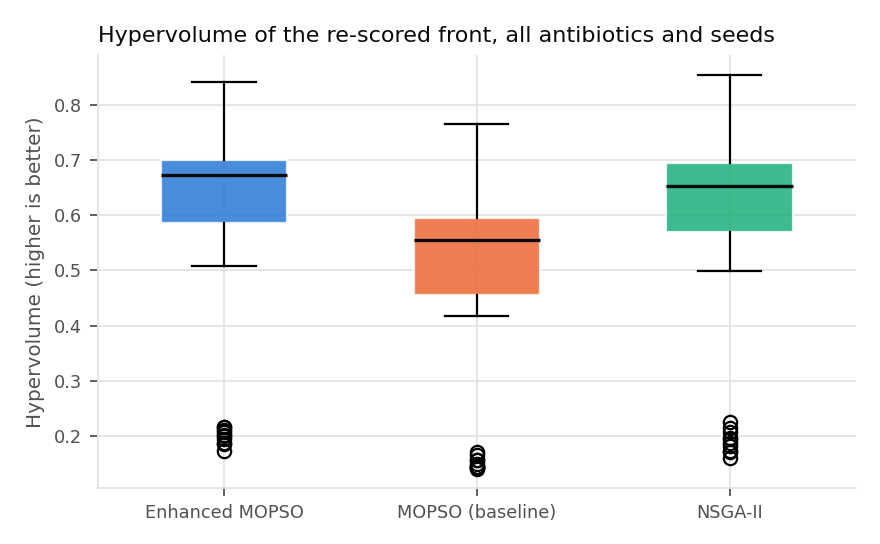 Hypervolume of the re-scored front, all antibiotics and seeds
Hypervolume (higher is better)
0.8
0.7
0.6
0.5
0.4
0.3
0.2
Enhanced MOPSO
MOPSO (baseline)
NSGA-II